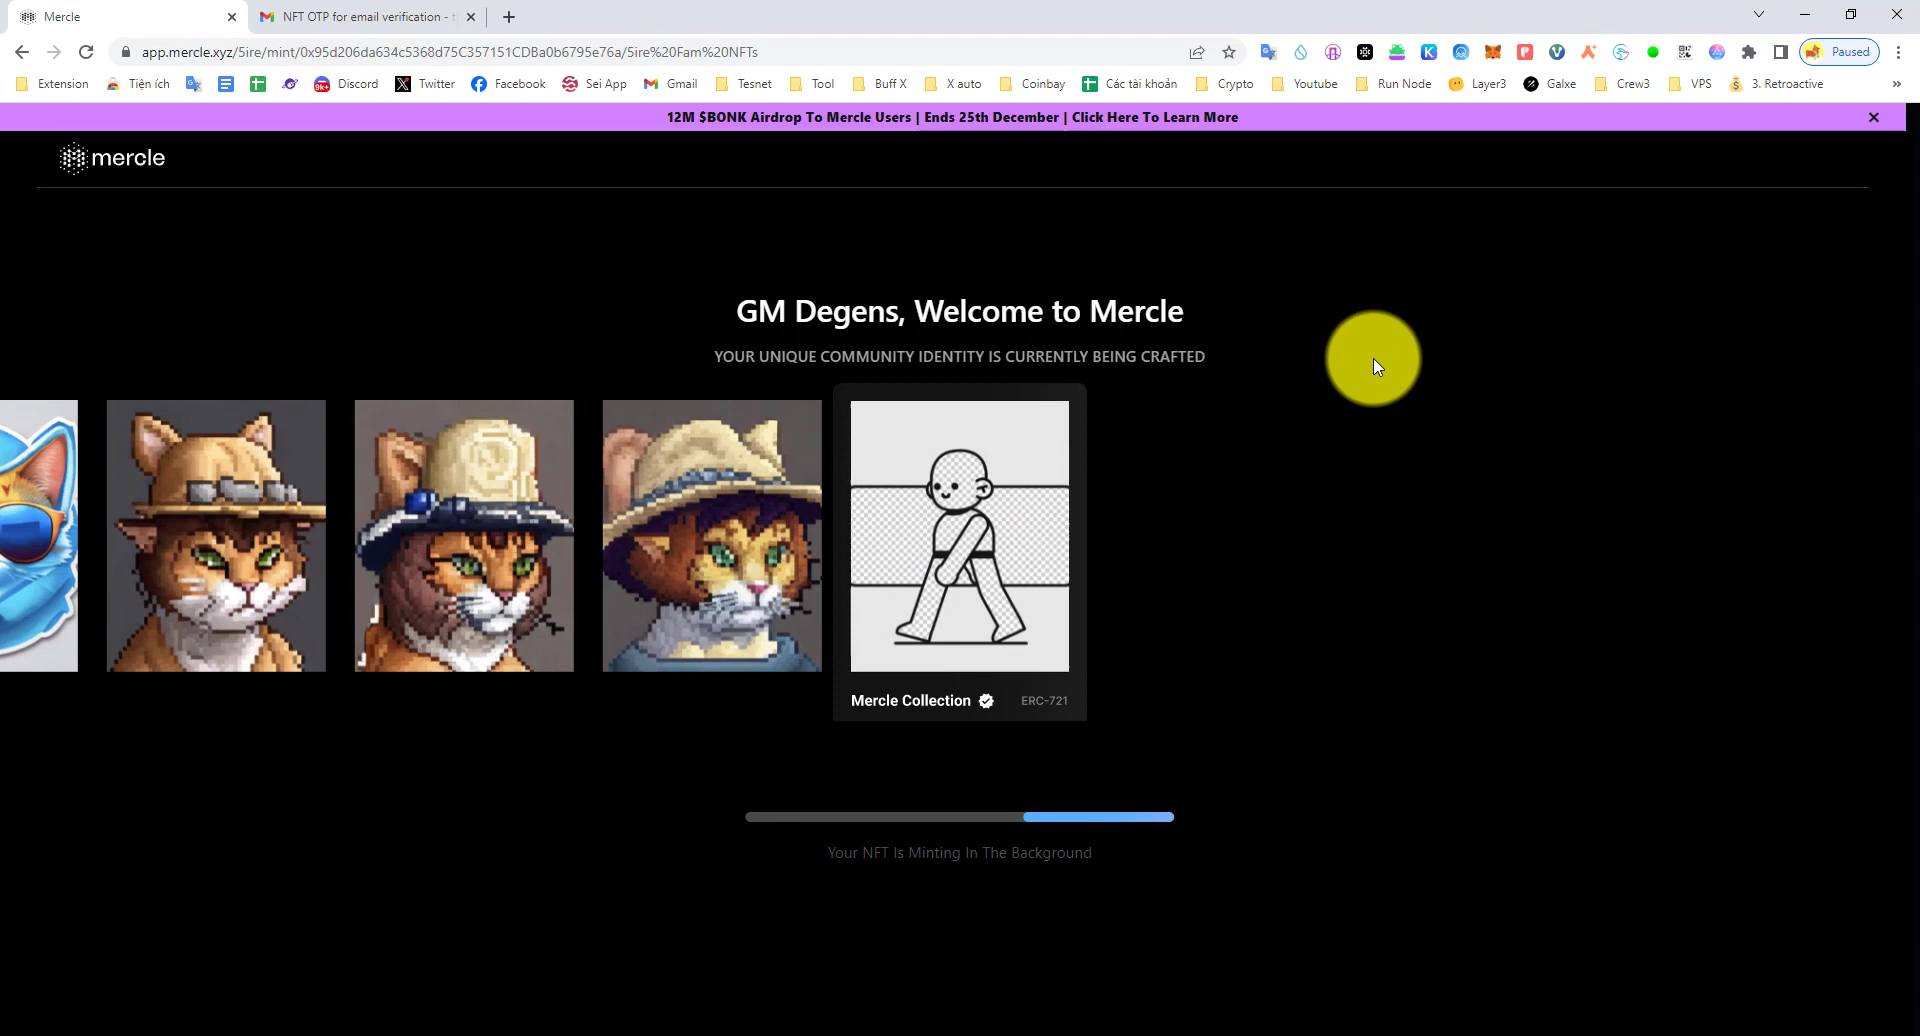 Mercle
NFT OTP for email verification - t
app.mercle.xyz/5ire/mint/0x95d206da634c5368d75C357151CDBa0b6795e76a/5ire%20Fam%20NFTs
Paused
Extension
Tiện ích
9k+
Discord
Twitter
Facebook
Sei App
Gmail
Tesnet
Tool
Buff X
X auto
Coinbay
Các tài khoản
Crypto
Youtube
Run Node
Layer3
Galxe
Crew3
VPS
3. Retroactive
12M $BONK Airdrop To Mercle Users | Ends 25th December | Click Here To Learn More
mercle
GM Degens, Welcome to Mercle
YOUR UNIQUE COMMUNITY IDENTITY IS CURRENTLY BEING CRAFTED
Mercle Collection
ERC-721
Your NFT Is Minting In The Background